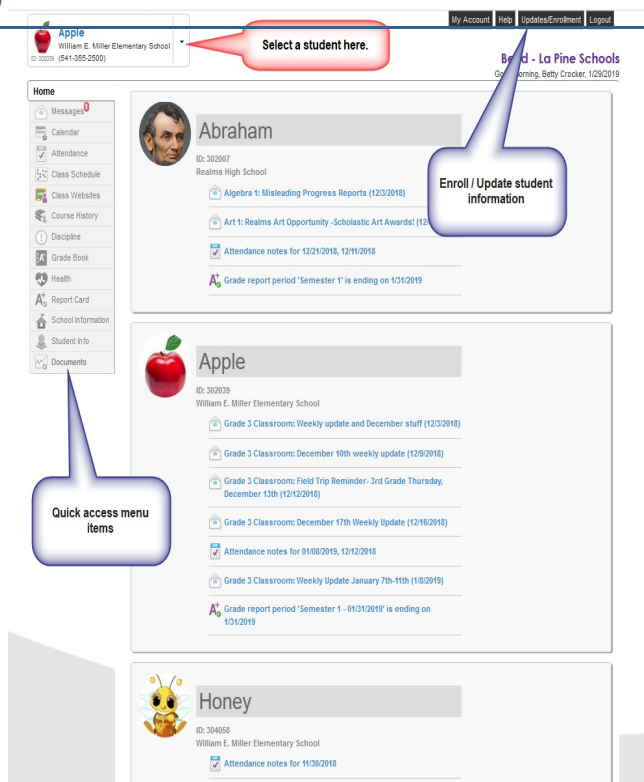 My Account Help Updates/Enrollment Logout
Apple
William E. Miller Elementary School
ID: 302039 (541-355-2500)
Select a student here.
Bend - La Pine Schools
Good Morning, Betty Crocker, 1/29/2019
Home
Messages 1
Calendar
Attendance
Class Schedule
Class Websites
Course History
Discipline
Grade Book
Health
Report Card
School Information
Student Info
Documents
Quick access menu
items
Enroll / Update student
information
Abraham
ID: 302007
Realms High School
Algebra 1: Misleading Progress Reports (12/3/2018)
Art 1: Realms Art Opportunity -Scholastic Art Awards! (12/
Attendance notes for 12/21/2018, 12/11/2018
Grade report period 'Semester 1' is ending on 1/31/2019
Apple
ID: 302039
William E. Miller Elementary School
Grade 3 Classroom: Weekly update and December stuff (12/3/2018)
Grade 3 Classroom: December 10th weekly update (12/9/2018)
Grade 3 Classroom: Field Trip Reminder- 3rd Grade Thursday,
December 13th (12/12/2018)
Grade 3 Classroom: December 17th Weekly Update (12/16/2018)
Attendance notes for 01/08/2019, 12/12/2018
Grade 3 Classroom: Weekly Update January 7th-11th (1/8/2019)
Grade report period 'Semester 1 - 01/31/2019' is ending on
1/31/2019
Honey
ID: 304058
William E. Miller Elementary School
Attendance notes for 11/30/2018